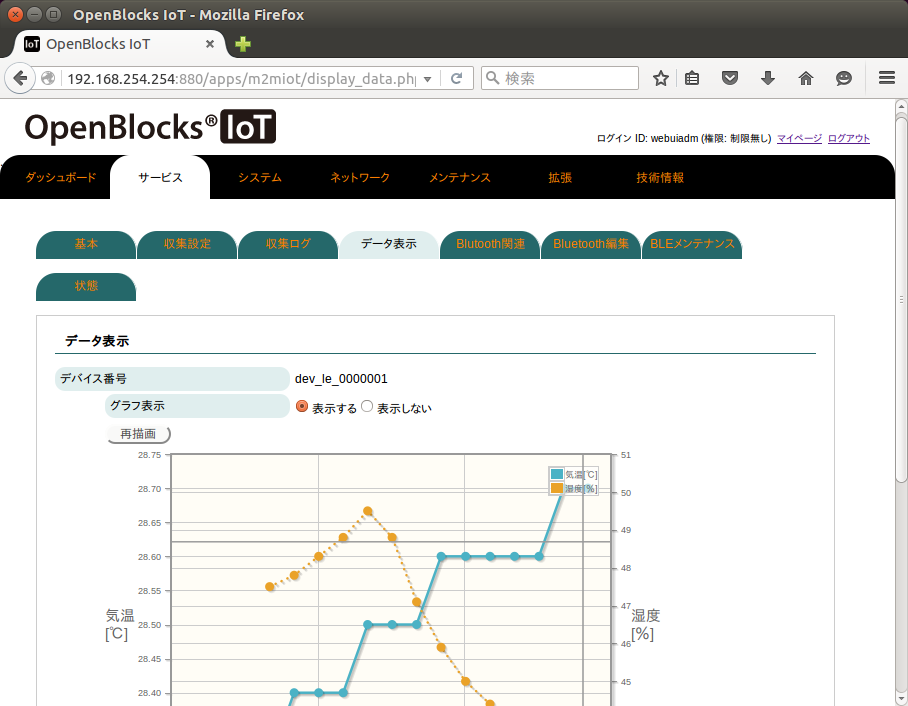 OpenBlocks IoT - Mozilla Firefox
IoT OpenBlocks IoT
192.168.254.254:880/apps/m2miot/display_data.ph
検索
OpenBlocks® IoT
ログイン ID: webuiadm (権限: 制限無し) マイページ ログアウト
ダッシュボード サービス システム ネットワーク メンテナンス 拡張 技術情報
基本 収集設定 収集ログ データ表示 Blutooth関連 Bluetooth編集 BLEメンテナンス
状態
データ表示
デバイス番号 dev_le_0000001
グラフ表示 表示する 表示しない
再描画
28.75 51
気温[℃]
28.70 50
湿度[%]
28.65 49
28.60 48
28.55 47
気温 湿度
[℃] [%]
28.50 46
28.45 45
28.40